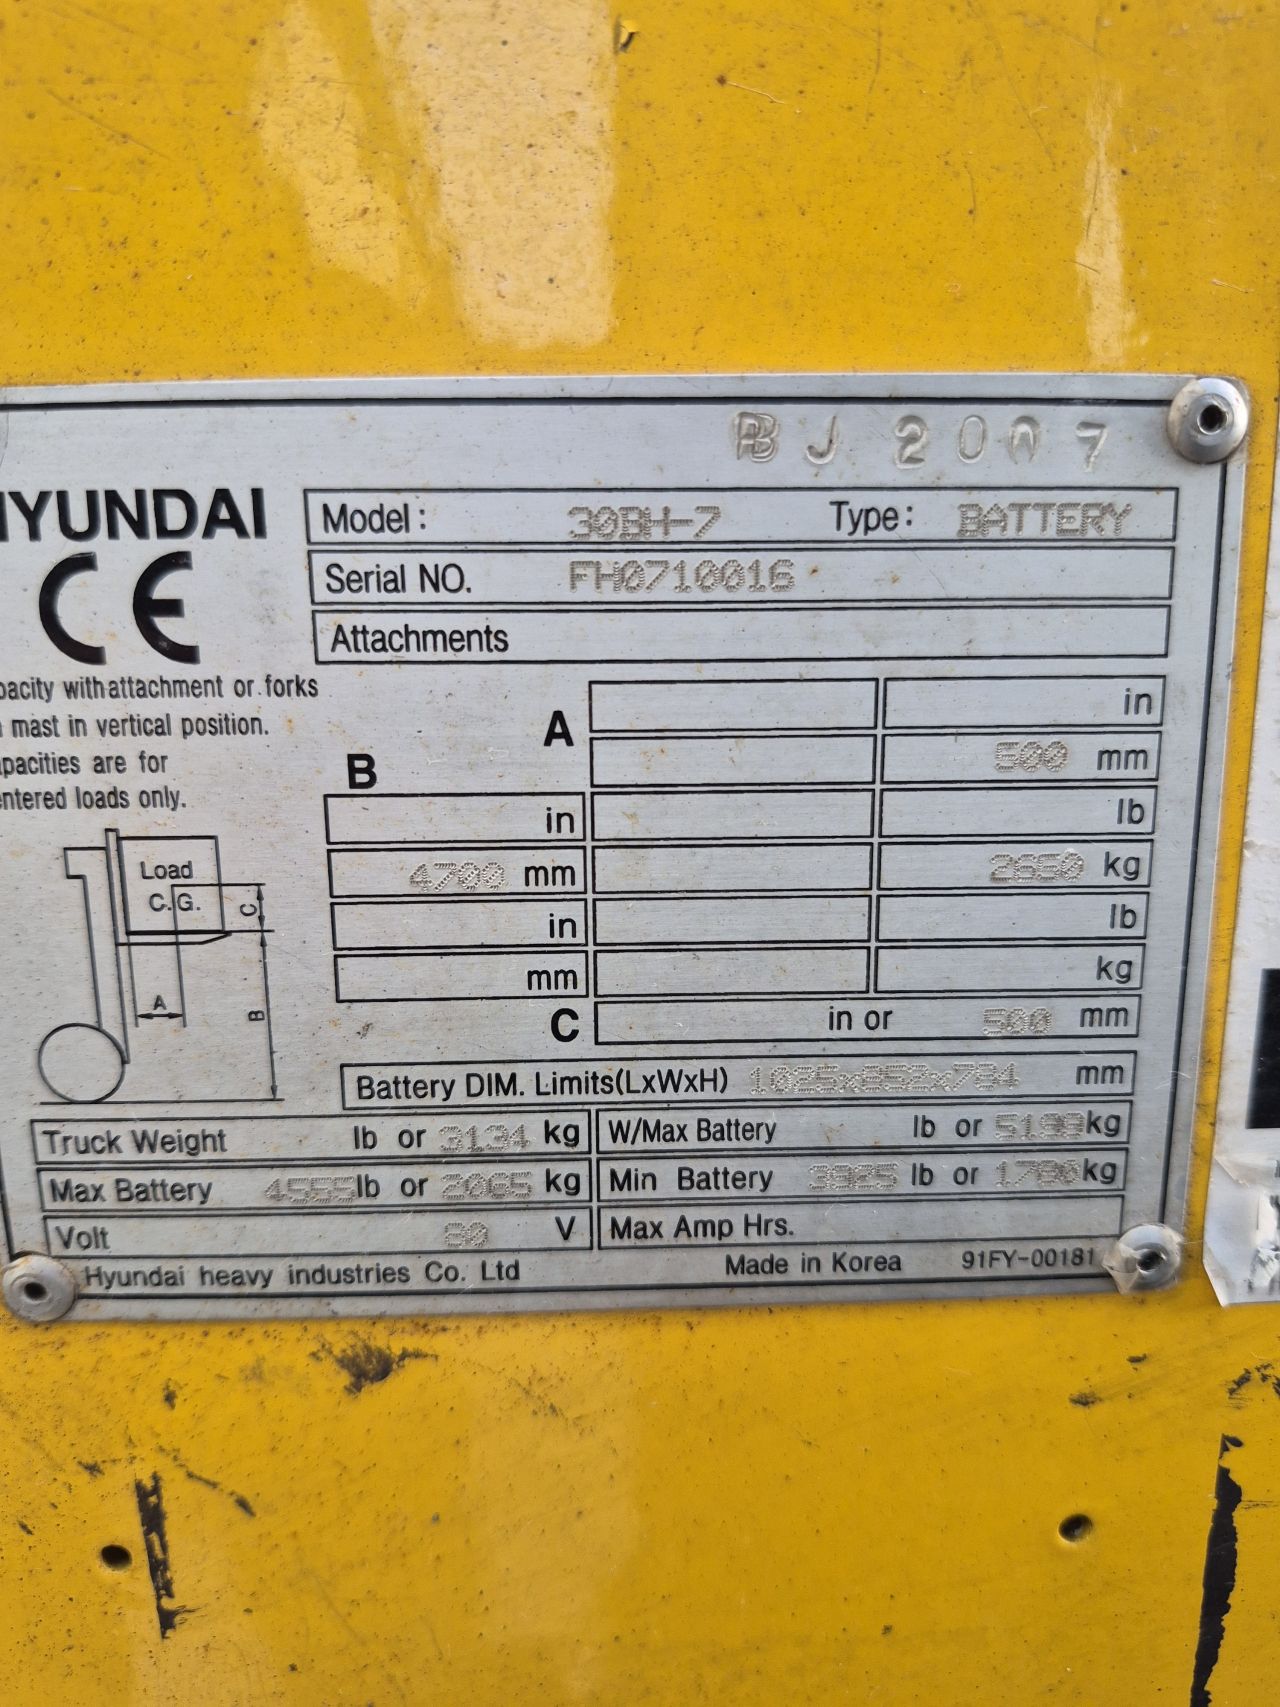 BJ 2007
HYUNDAI
CE
Model: 30BH-7 Type: BATTERY
Serial NO. FH0710016
Attachments
pacity with attachment or forks
mast in vertical position.
pacities are for
entered loads only.
A in
B 500 mm
in lb
4700 mm 2650 kg
in lb
mm kg
C in or 500 mm
Load
C.G.
C
A
B
Battery DIM. Limits(LxWxH) 1025x852x784 mm
Truck Weight lb or 3134 kg W/Max Battery lb or kg
Max Battery 4555 lb or 2065 kg Min Battery 3925 lb or 1780 kg
Volt 80 V Max Amp Hrs.
Hyundai heavy industries Co. Ltd Made in Korea 91FY-00181